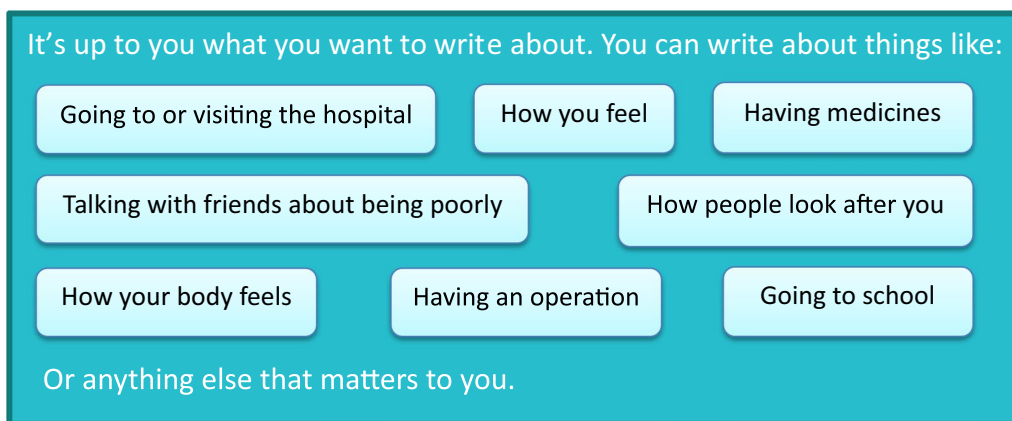 It's up to you what you want to write about. You can write about things like:
Going to or visiting the hospital
How you feel
Having medicines
Talking with friends about being poorly
How people look after you
How your body feels
Having an operation
Going to school
Or anything else that matters to you.